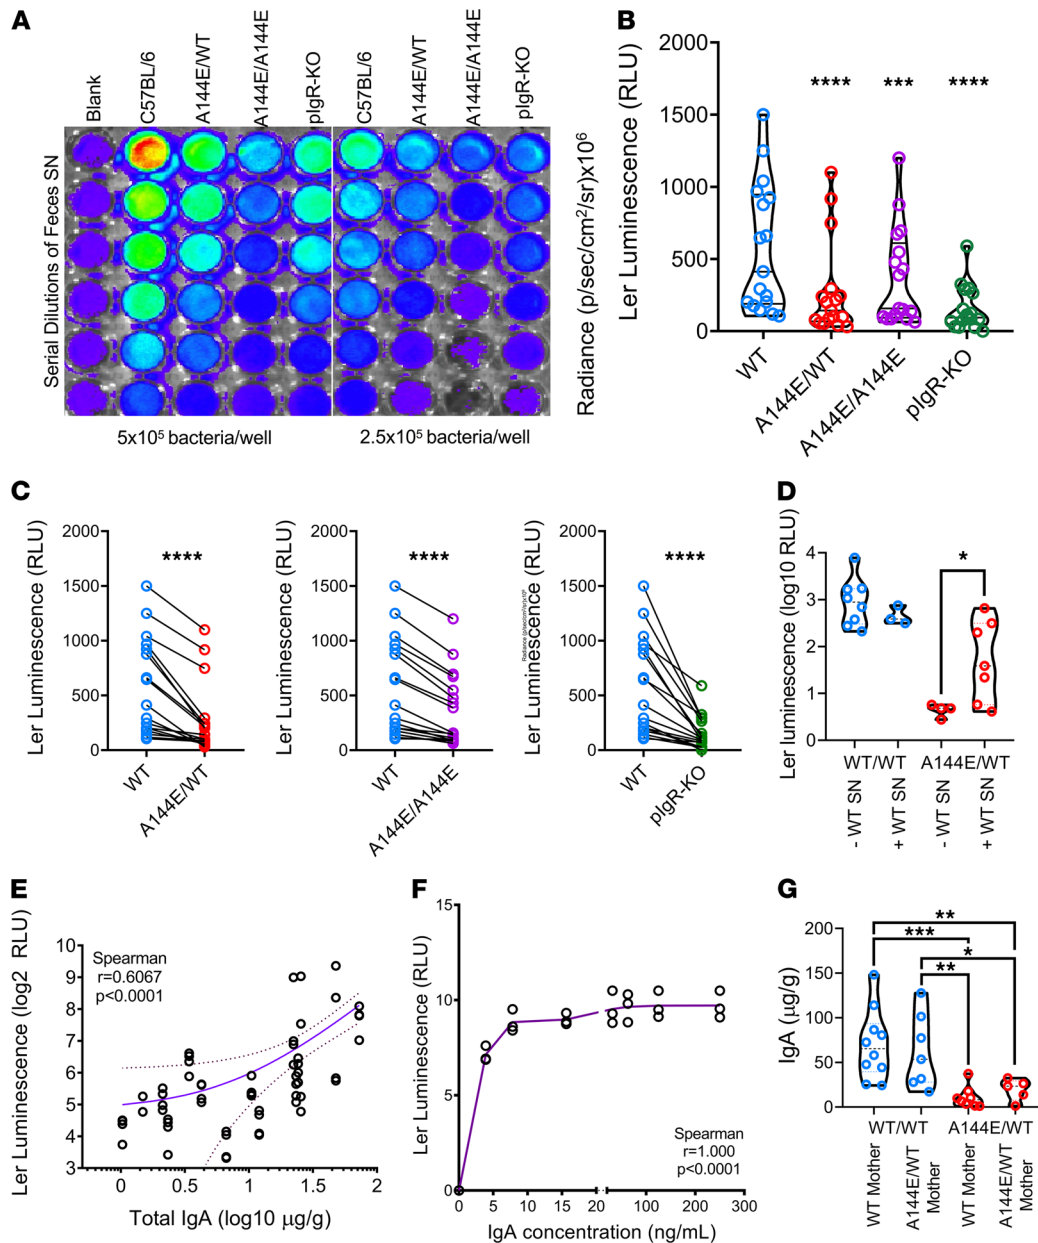 A
Blank
C57BL/6
A144E/WT
A144E/A144E
pIgR-KO
C57BL/6
A144E/WT
A144E/A144E
pIgR-KO
Serial Dilutions of Feces SN
5x10⁵ bacteria/well
2.5x10⁵ bacteria/well
Radiance (p/sec/cm²/sr)x10⁶
B
Ler Luminescence (RLU)
2000
1500
1000
500
0
**** *** ****
WT
A144E/WT
A144E/A144E
pIgR-KO
C
Ler Luminescence (RLU)
2000
1500
1000
500
0
****
WT
A144E/WT
Ler Luminescence (RLU)
2000
1500
1000
500
0
****
WT
A144E/A144E
Radiance (p/sec/cm²/sr)x10⁶
Ler Luminescence (RLU)
2000
1500
1000
500
0
****
WT
pIgR-KO
D
Ler luminescence (log10 RLU)
4
3
2
1
0
*
WT/WT
A144E/WT
- WT SN
+ WT SN
- WT SN
+ WT SN
E
Ler Luminescence (log2 RLU)
10
9
8
7
6
5
4
3
Spearman
r=0.6067
p<0.0001
0 0.5 1 1.5 2
Total IgA (log10 µg/g)
F
Ler Luminescence (RLU)
15
10
5
0
Spearman
r=1.000
p<0.0001
0 5 10 15 20 100 200 300
IgA concentration (ng/mL)
G
IgA (µg/g)
200
150
100
50
0
**
***
*
**
WT/WT
A144E/WT
WT Mother
A144E/WT
Mother
WT Mother
A144E/WT
Mother